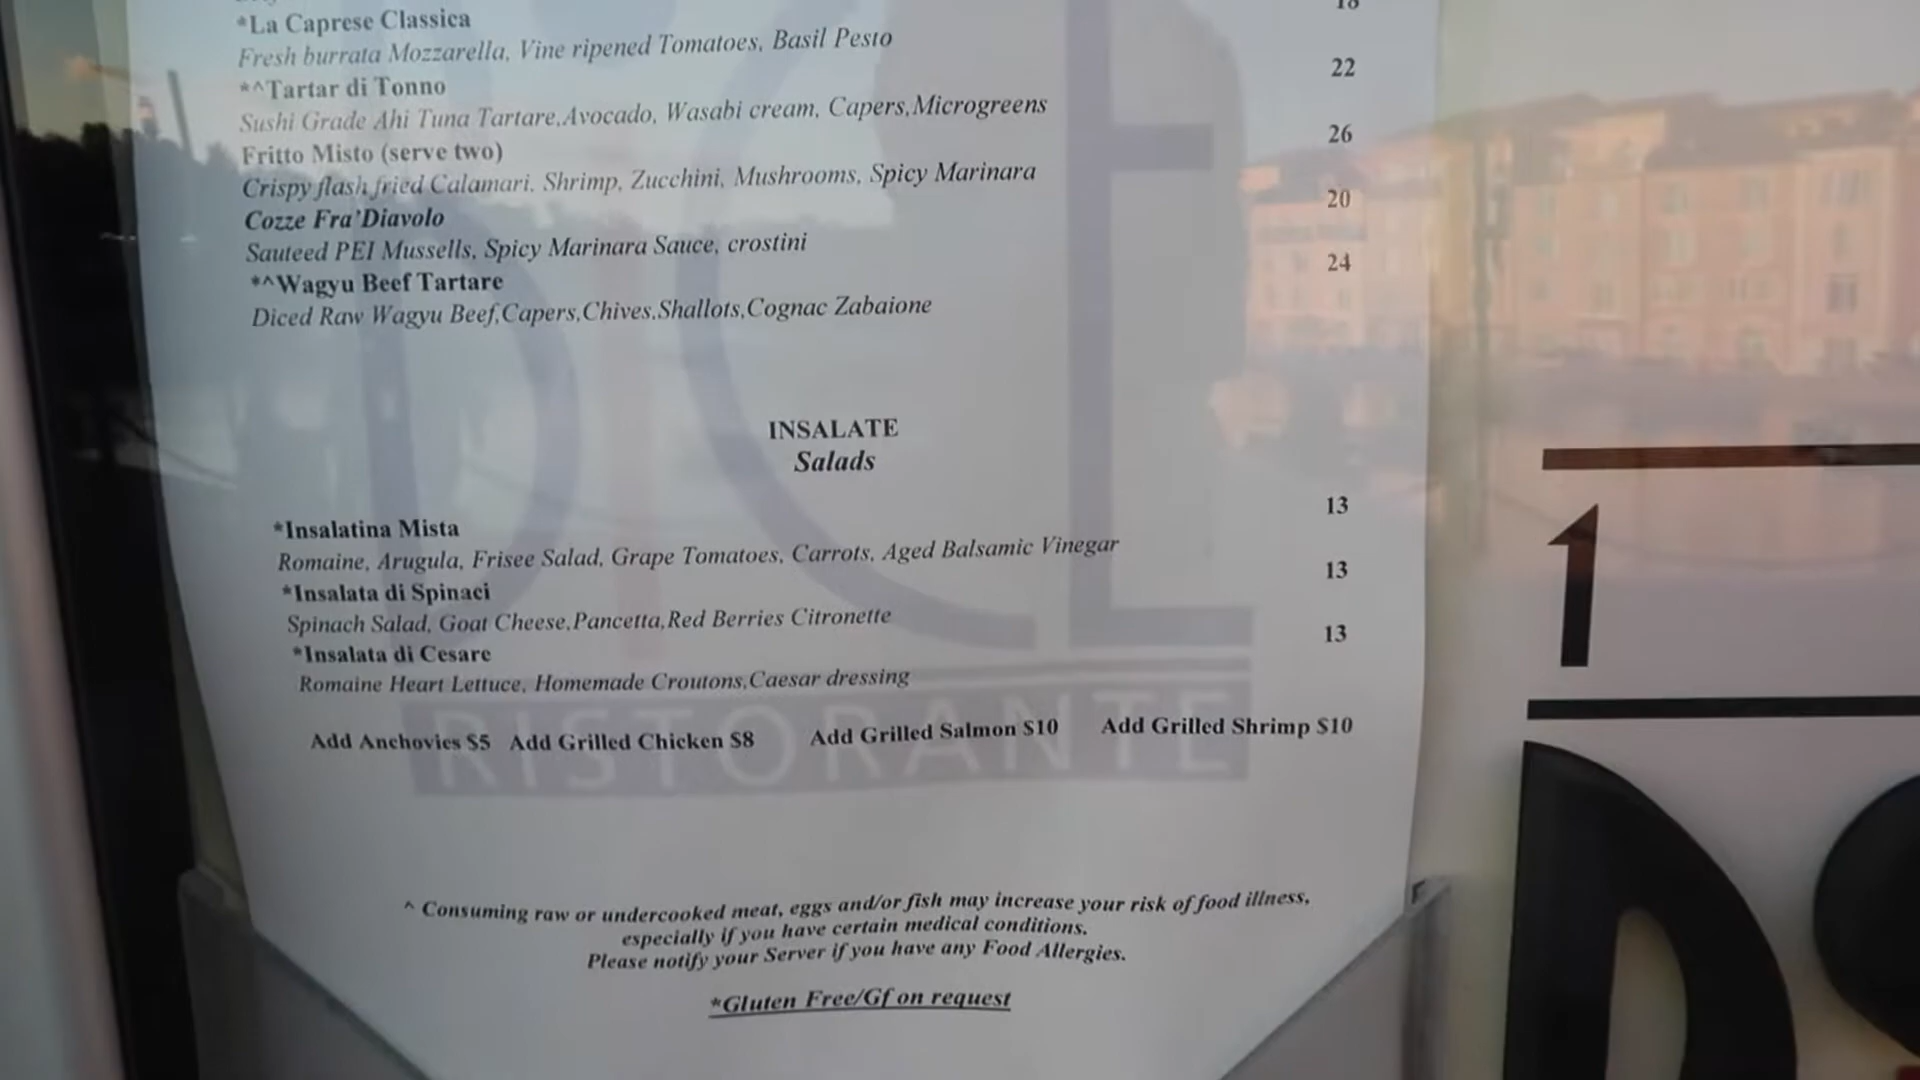 18
*La Caprese Classica
Fresh burrata Mozzarella, Vine ripened Tomatoes, Basil Pesto
22
*^Tartar di Tonno
Sushi Grade Ahi Tuna Tartare,Avocado, Wasabi cream, Capers,Microgreens
26
Fritto Misto (serve two)
Crispy flash fried Calamari, Shrimp, Zucchini, Mushrooms, Spicy Marinara
20
Cozze Fra'Diavolo
Sauteed PEI Mussells, Spicy Marinara Sauce, crostini
24
*^Wagyu Beef Tartare
Diced Raw Wagyu Beef,Capers,Chives,Shallots,Cognac Zabaione
INSALATE
Salads
13
*Insalatina Mista
Romaine, Arugula, Frisee Salad, Grape Tomatoes, Carrots, Aged Balsamic Vinegar
13
*Insalata di Spinaci
Spinach Salad, Goat Cheese,Pancetta,Red Berries Citronette
13
*Insalata di Cesare
Romaine Heart Lettuce, Homemade Croutons,Caesar dressing
Add Anchovies $5 Add Grilled Chicken $8 Add Grilled Salmon $10 Add Grilled Shrimp $10
RISTORANTE
^ Consuming raw or undercooked meat, eggs and/or fish may increase your risk of food illness,
especially if you have certain medical conditions.
Please notify your Server if you have any Food Allergies.
*Gluten Free/Gf on request
1